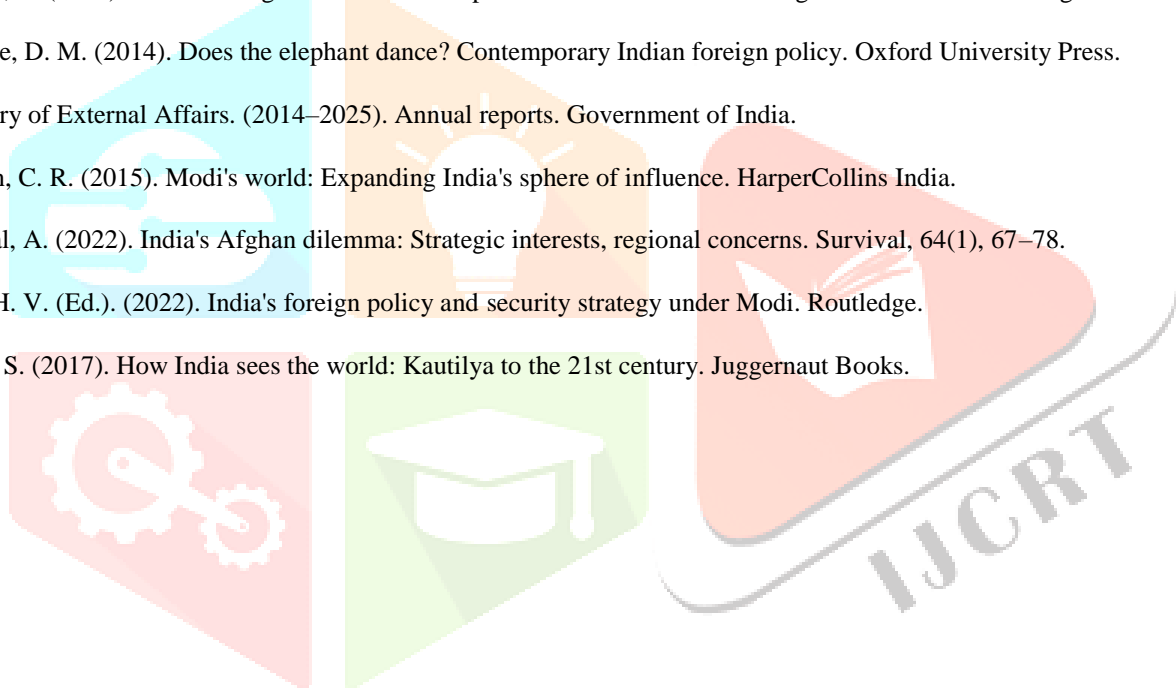 e, D. M. (2014). Does the elephant dance? Contemporary Indian foreign policy. Oxford University Press.
ry of External Affairs. (2014–2025). Annual reports. Government of India.
, C. R. (2015). Modi's world: Expanding India's sphere of influence. HarperCollins India.
l, A. (2022). India's Afghan dilemma: Strategic interests, regional concerns. Survival, 64(1), 67–78.
H. V. (Ed.). (2022). India's foreign policy and security strategy under Modi. Routledge.
S. (2017). How India sees the world: Kautilya to the 21st century. Juggernaut Books.
IJCRT